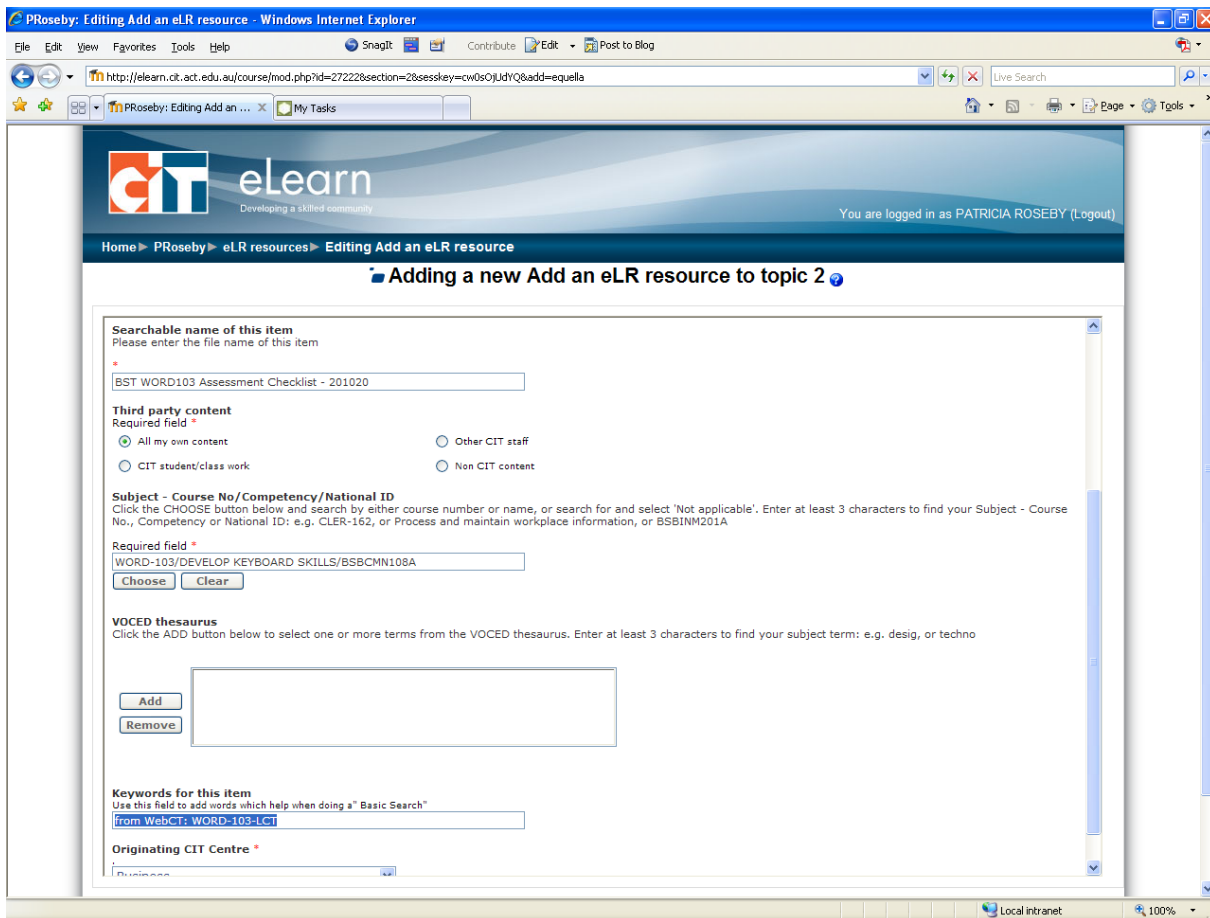 PRoseby: Editing Add an eLR resource - Windows Internet Explorer
File Edit View Favorites Tools Help
SnagIt
Contribute Edit Post to Blog
http://elearn.cit.act.edu.au/course/mod.php?id=27222&section=2&sesskey=cw0sOjUdYQ&add=equella
Live Search
PRoseby: Editing Add an ...
My Tasks
Page Tools
CIT eLearn
Developing a skilled community
You are logged in as PATRICIA ROSEBY (Logout)
Home PRoseby eLR resources Editing Add an eLR resource
Adding a new Add an eLR resource to topic 2
Searchable name of this item
Please enter the file name of this item
*
BST WORD103 Assessment Checklist - 201020
Third party content
Required field *
All my own content Other CIT staff
CIT student/class work Non CIT content
Subject - Course No/Competency/National ID
Click the CHOOSE button below and search by either course number or name, or search for and select 'Not applicable'. Enter at least 3 characters to find your Subject - Course
No., Competency or National ID: e.g. CLER-162, or Process and maintain workplace information, or BSBINM201A
Required field *
WORD-103/DEVELOP KEYBOARD SKILLS/BSBCMN108A
Choose Clear
VOCED thesaurus
Click the ADD button below to select one or more terms from the VOCED thesaurus. Enter at least 3 characters to find your subject term: e.g. desig, or techno
Add
Remove
Keywords for this item
Use this field to add words which help when doing a" Basic Search"
from WebCT: WORD-103-LCT
Originating CIT Centre *
.
Business
Local intranet 100%